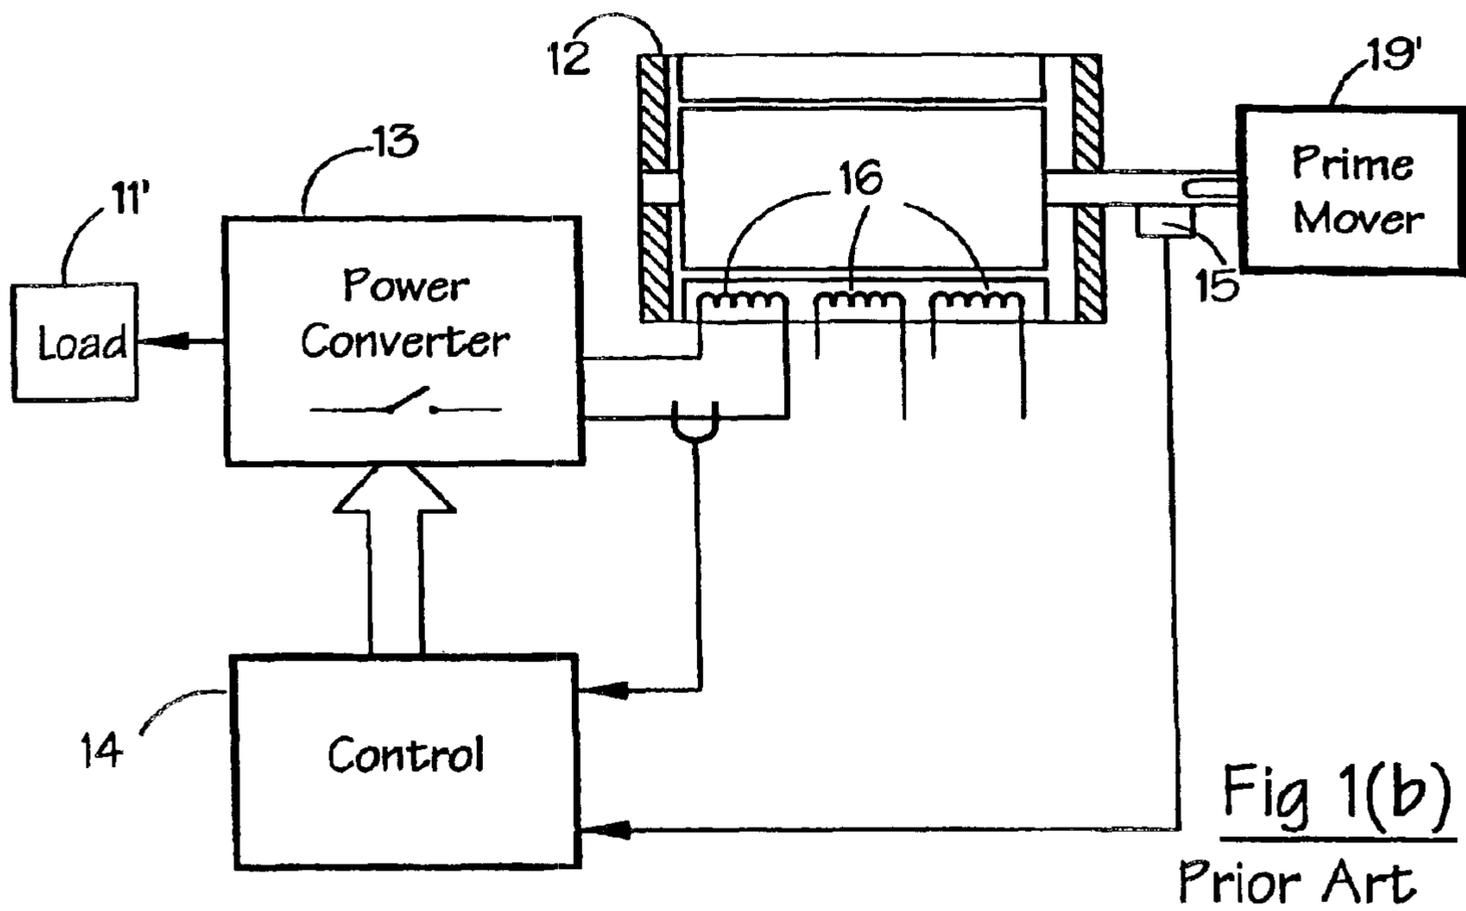 12
19'
13
Prime
Mover
16
11'
15
Power
Converter
Load
14
Control
Fig 1(b)
Prior Art